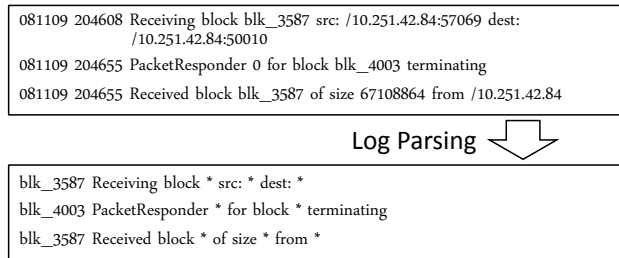 081109 204608 Receiving block blk_3587 src: /10.251.42.84:57069 dest:
/10.251.42.84:50010
081109 204655 PacketResponder 0 for block blk_4003 terminating
081109 204655 Received block blk_3587 of size 67108864 from /10.251.42.84
Log Parsing
blk_3587 Receiving block * src: * dest: *
blk_4003 PacketResponder * for block * terminating
blk_3587 Received block * of size * from *